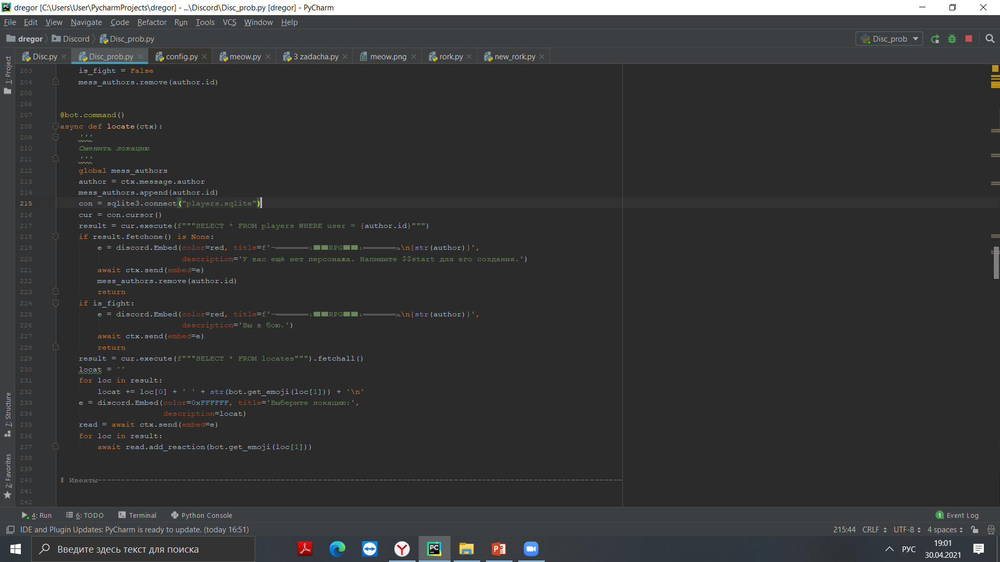 dregor [C:\Users\User\PycharmProjects\dregor] - ...\Discord\Disc_prob.py [dregor] - PyCharm
File Edit View Navigate Code Refactor Run Tools VCS Window Help
dregor Discord Disc_prob.py Disc_prob
Disc.py Disc_prob.py config.py meow.py 3 zadacha.py meow.png rork.py new_rork.py
1: Project
7: Structure
2: Favorites
203 is_fight = False
204 mess_authors.remove(author.id)
205
206
207 @bot.command()
208 async def locate(ctx):
209 '''
210 Сменить локацию
211 '''
212 global mess_authors
213 author = ctx.message.author
214 mess_authors.append(author.id)
215 con = sqlite3.connect("players.sqlite")
216 cur = con.cursor()
217 result = cur.execute(f"""SELECT * FROM players WHERE user = {author.id}""")
218 if result.fetchone() is None:
219 e = discord.Embed(color=red, title=f'-═══════ RPG ═══════\n{str(author)}',
220 description='У вас ещё нет персонажа. Напишите $$start для его создания.')
221 await ctx.send(embed=e)
222 mess_authors.remove(author.id)
223 return
224 if is_fight:
225 e = discord.Embed(color=red, title=f'-═══════ RPG ═══════\n{str(author)}',
226 description='Вы в бою.')
227 await ctx.send(embed=e)
228 return
229 result = cur.execute(f"""SELECT * FROM locates""").fetchall()
230 locat = ''
231 for loc in result:
232 locat += loc[0] + ' ' + str(bot.get_emoji(loc[1])) + '\n'
233 e = discord.Embed(color=0xFFFFFF, title='Выберите локацию:',
234 description=locat)
235 read = await ctx.send(embed=e)
236 for loc in result:
237 await read.add_reaction(bot.get_emoji(loc[1]))
238
239
240 # Ивенты----------------------------------------------------------------------------------------------------------------
241
242
4: Run 6: TODO Terminal Python Console 1 Event Log
IDE and Plugin Updates: PyCharm is ready to update. (today 16:51) 215:44 CRLF UTF-8 4 spaces
Введите здесь текст для поиска РУС 19:01
30.04.2021